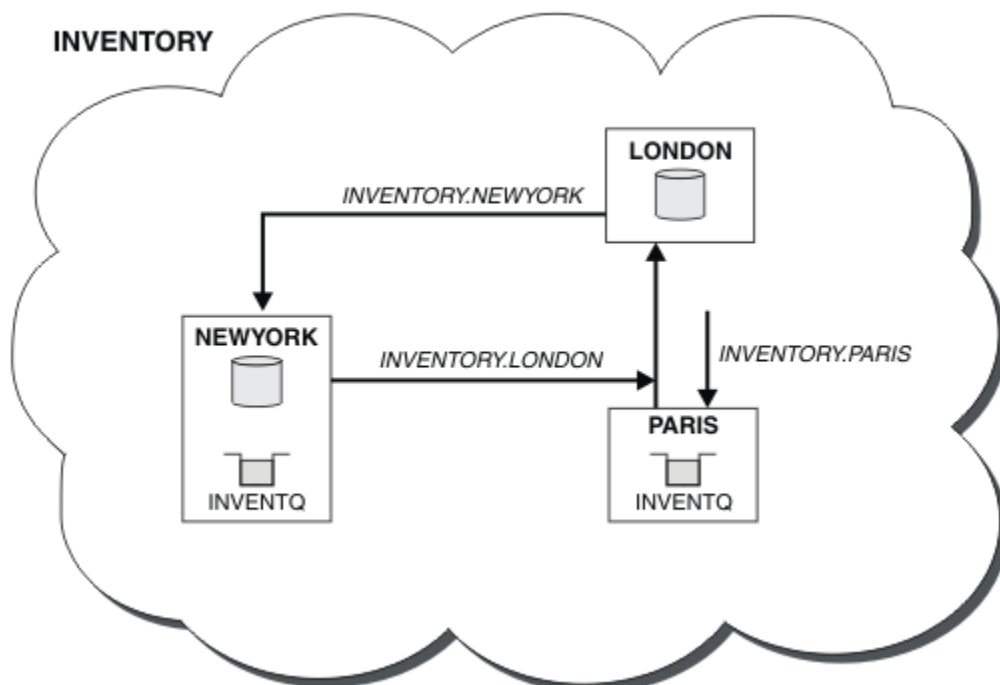 INVENTORY
LONDON
INVENTORY.NEWYORK
NEWYORK
INVENTORY.LONDON
INVENTORY.PARIS
PARIS
INVENTQ
INVENTQ